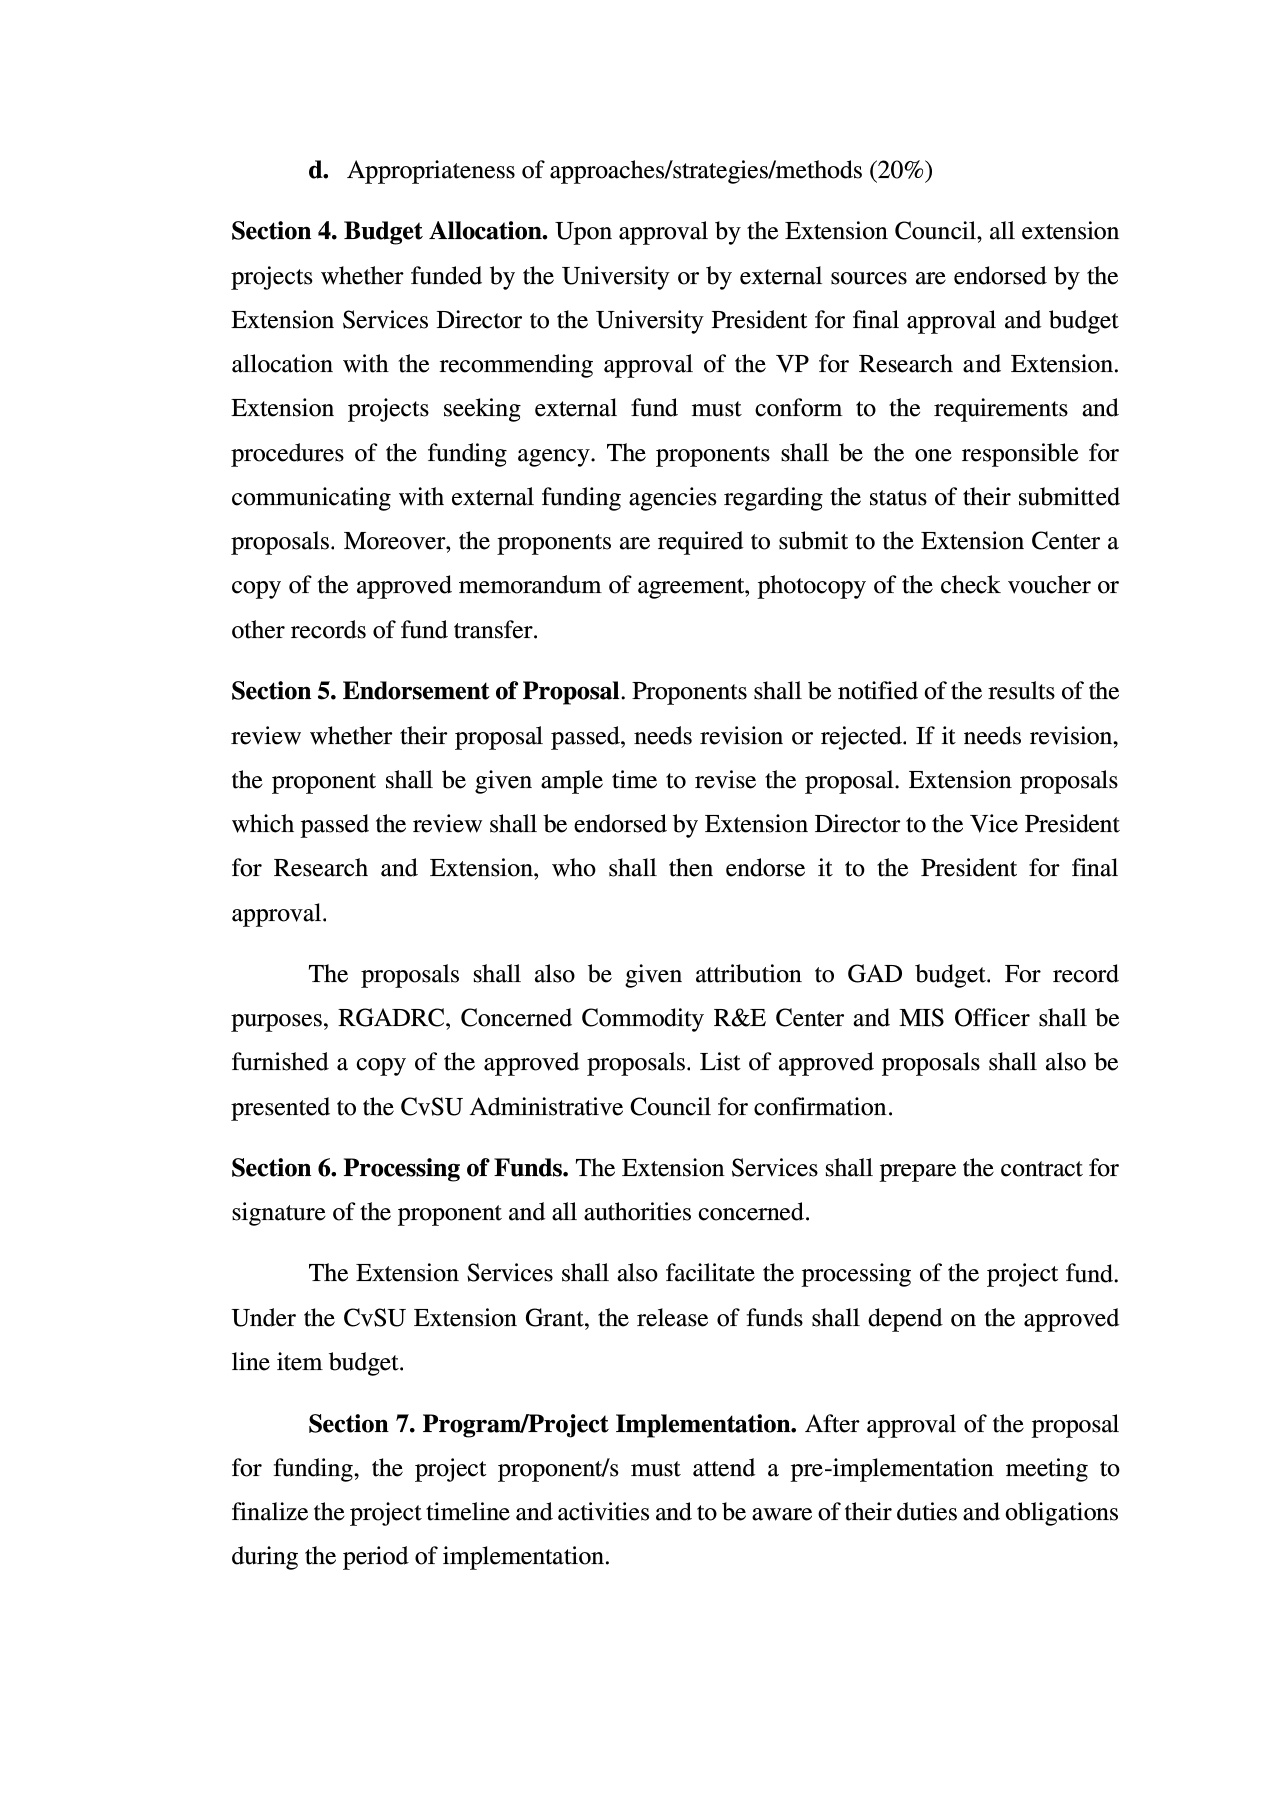 d. Appropriateness of approaches/strategies/methods (20%)
Section 4. Budget Allocation. Upon approval by the Extension Council, all extension
projects whether funded by the University or by external sources are endorsed by the
Extension Services Director to the University President for final approval and budget
allocation with the recommending approval of the VP for Research and Extension.
Extension projects seeking external fund must conform to the requirements and
procedures of the funding agency. The proponents shall be the one responsible for
communicating with external funding agencies regarding the status of their submitted
proposals. Moreover, the proponents are required to submit to the Extension Center a
copy of the approved memorandum of agreement, photocopy of the check voucher or
other records of fund transfer.
Section 5. Endorsement of Proposal. Proponents shall be notified of the results of the
review whether their proposal passed, needs revision or rejected. If it needs revision,
the proponent shall be given ample time to revise the proposal. Extension proposals
which passed the review shall be endorsed by Extension Director to the Vice President
for Research and Extension, who shall then endorse it to the President for final
approval.
The proposals shall also be given attribution to GAD budget. For record
purposes, RGADRC, Concerned Commodity R&E Center and MIS Officer shall be
furnished a copy of the approved proposals. List of approved proposals shall also be
presented to the CvSU Administrative Council for confirmation.
Section 6. Processing of Funds. The Extension Services shall prepare the contract for
signature of the proponent and all authorities concerned.
The Extension Services shall also facilitate the processing of the project fund.
Under the CvSU Extension Grant, the release of funds shall depend on the approved
line item budget.
Section 7. Program/Project Implementation. After approval of the proposal
for funding, the project proponent/s must attend a pre-implementation meeting to
finalize the project timeline and activities and to be aware of their duties and obligations
during the period of implementation.